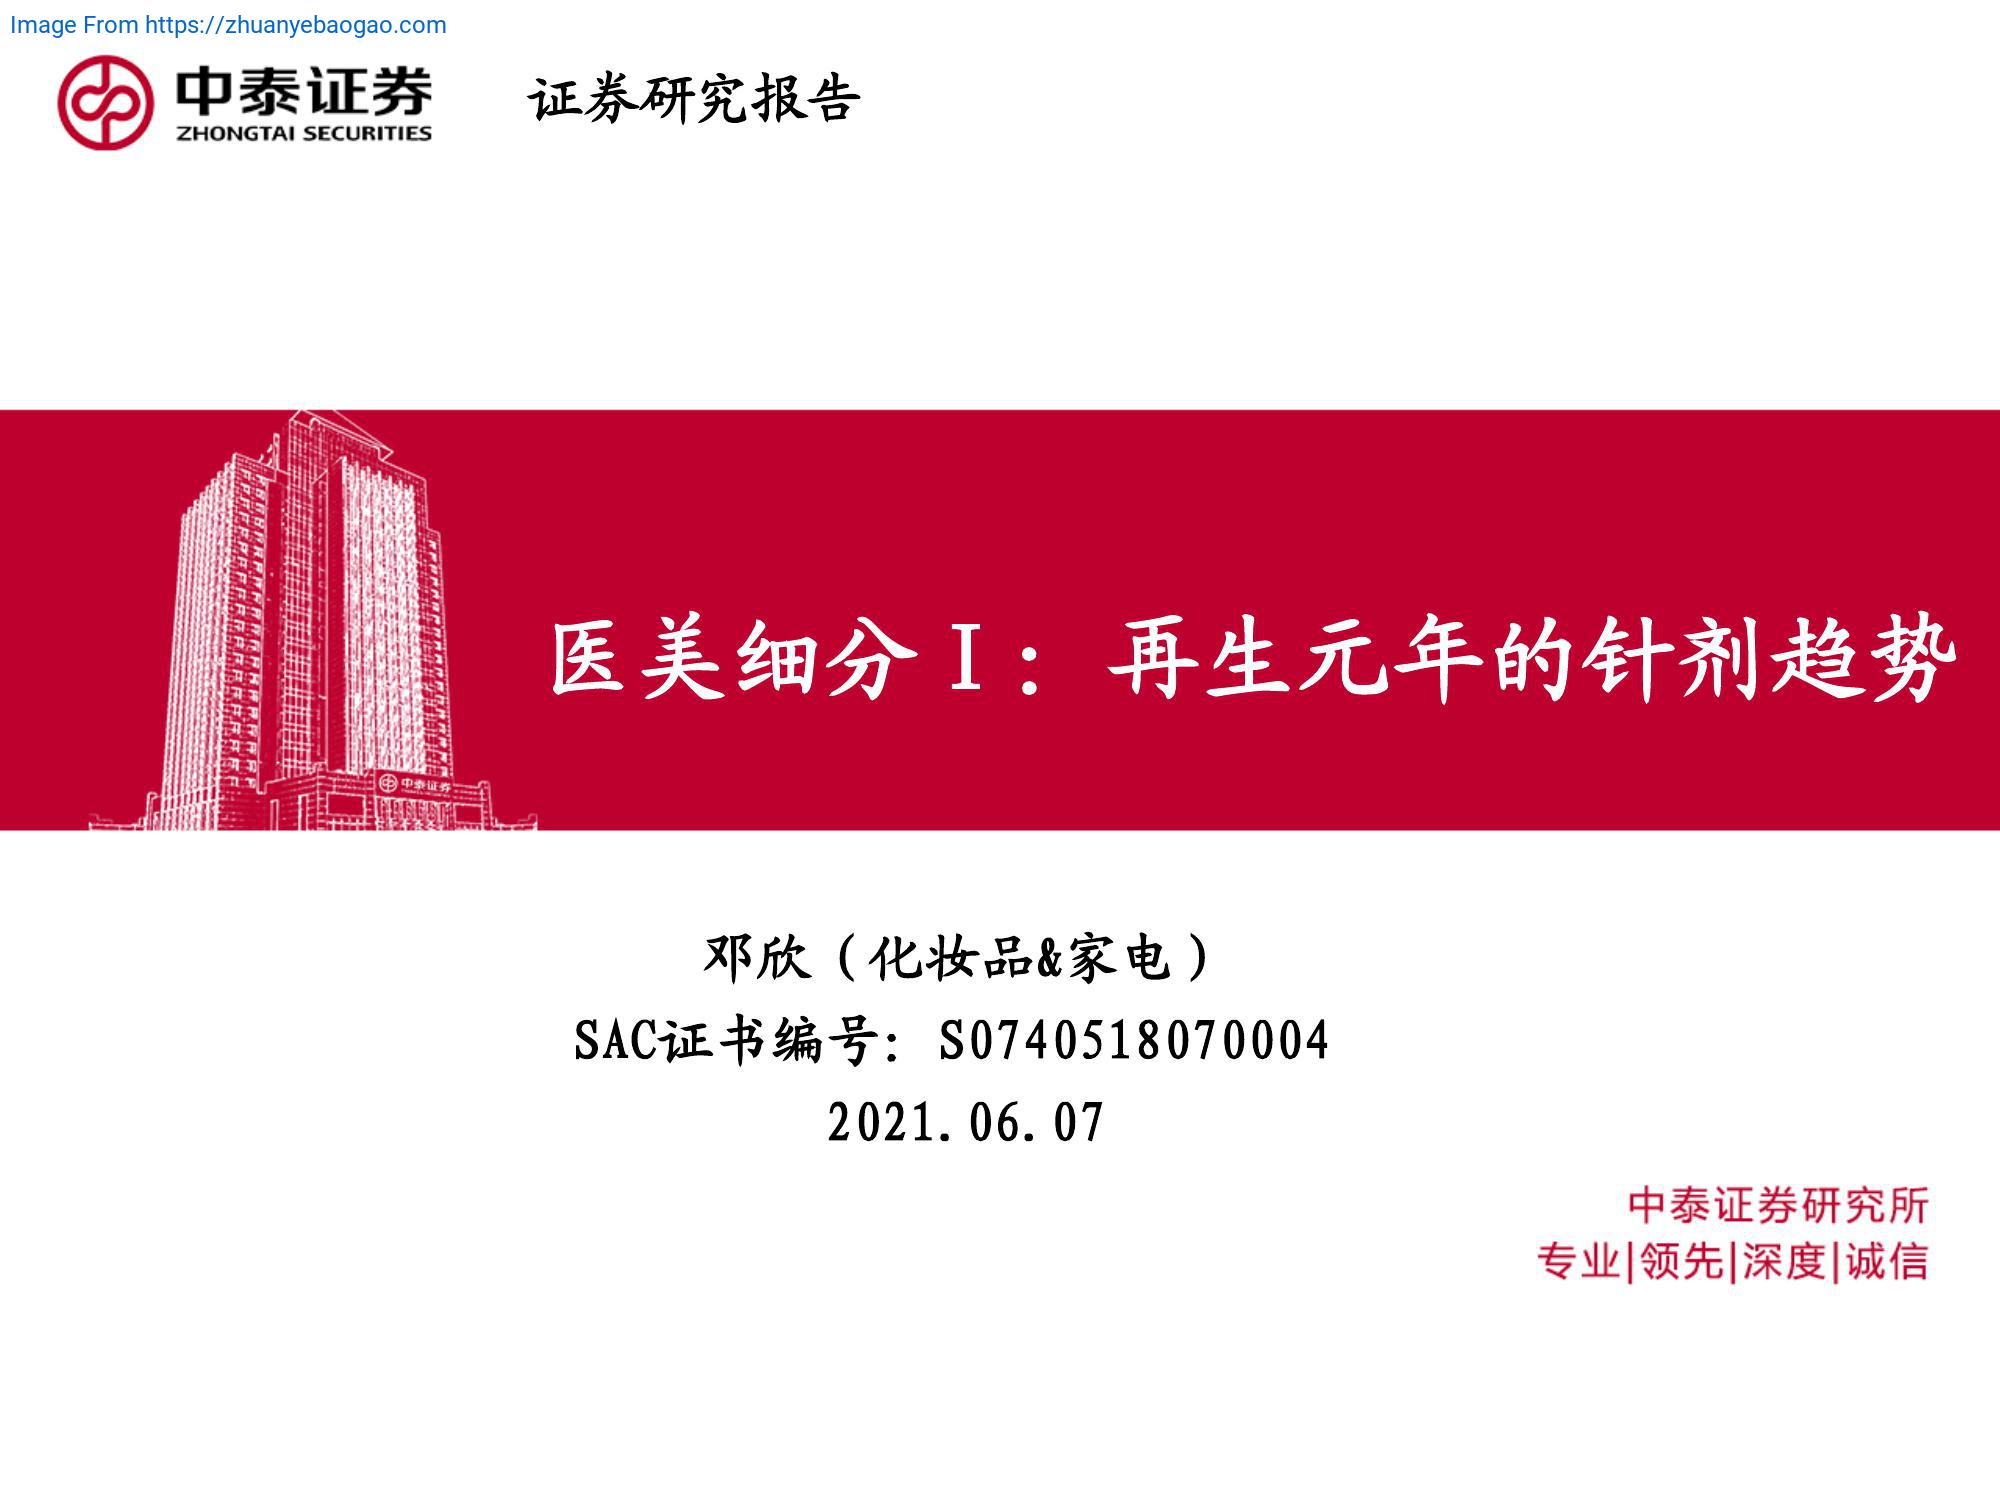 Image From https://zhuanyebaogao.com
中泰证券
ZHONGTAI SECURITIES
证券研究报告
中泰证券
医美细分Ⅰ：再生元年的针剂趋势
邓欣（化妆品&家电）
SAC证书编号：S0740518070004
2021.06.07
中泰证券研究所
专业|领先|深度|诚信